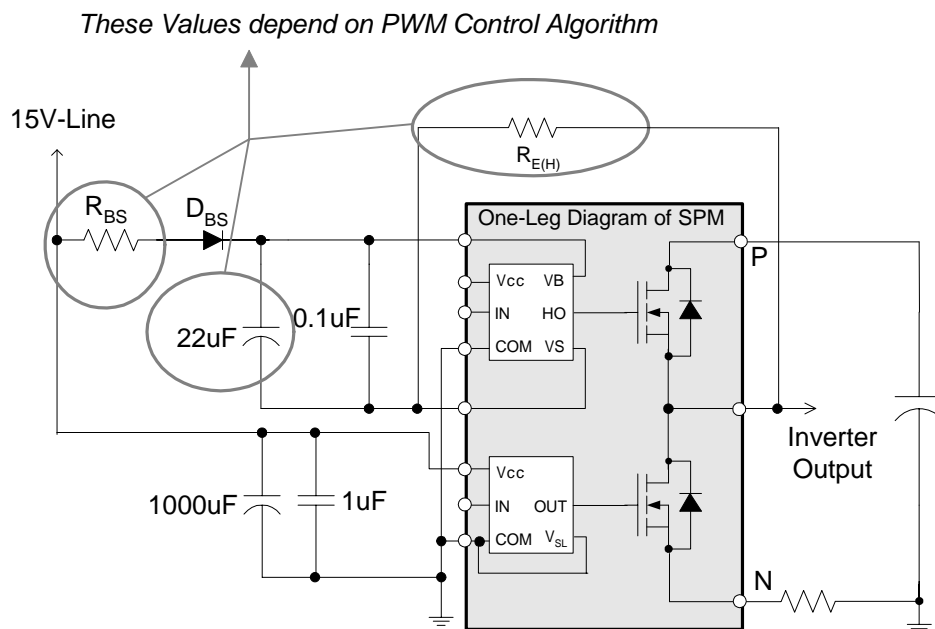 These Values depend on PWM Control Algorithm
15V-Line
R_E(H)
R_BS
D_BS
One-Leg Diagram of SPM
P
Vcc
VB
IN
HO
COM
VS
22uF
0.1uF
Inverter
Output
Vcc
1000uF
1uF
IN
OUT
COM
V_SL
N